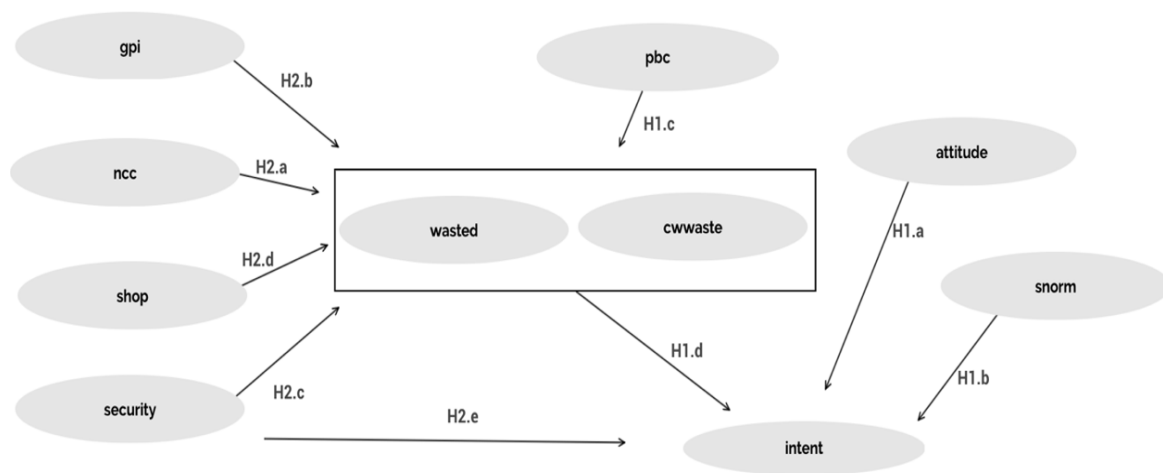 gpi
pbc
H2.b
H1.c
attitude
ncc
H2.a
wasted
cwwaste
H1.a
H2.d
shop
snorm
H1.d
H1.b
H2.c
security
H2.e
intent